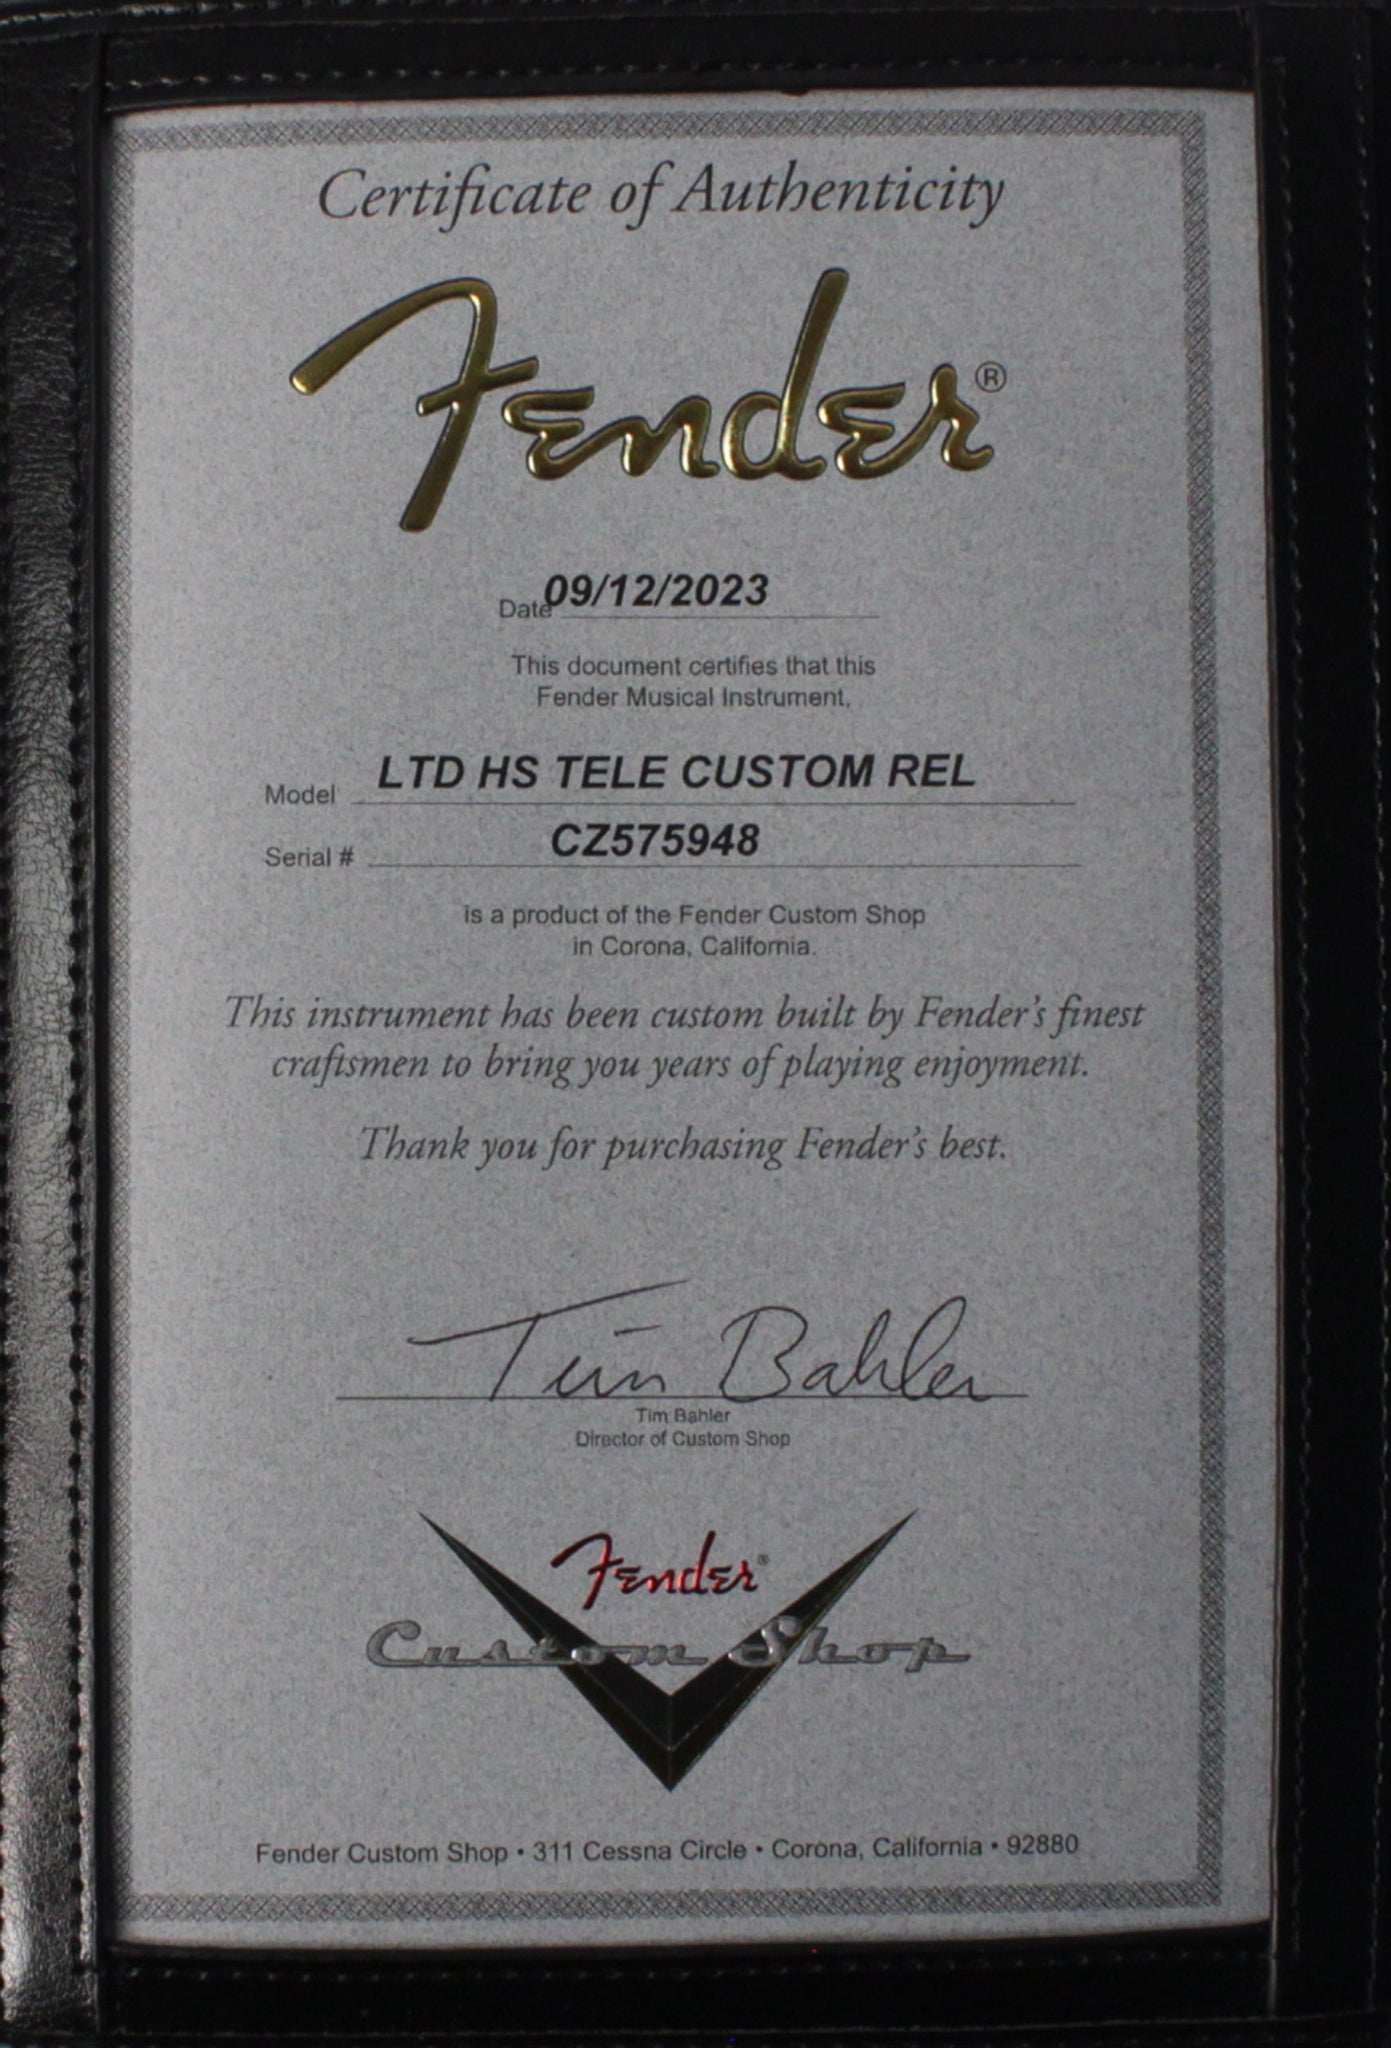 Certificate of Authenticity
Fender®
Date 09/12/2023
This document certifies that this
Fender Musical Instrument,
Model LTD HS TELE CUSTOM REL
Serial # CZ575948
is a product of the Fender Custom Shop
in Corona, California.
This instrument has been custom built by Fender's finest
craftsmen to bring you years of playing enjoyment.
Thank you for purchasing Fender's best.
Tim Bahler
Tim Bahler
Director of Custom Shop
Fender®
Custom Shop
Fender Custom Shop • 311 Cessna Circle • Corona, California • 92880